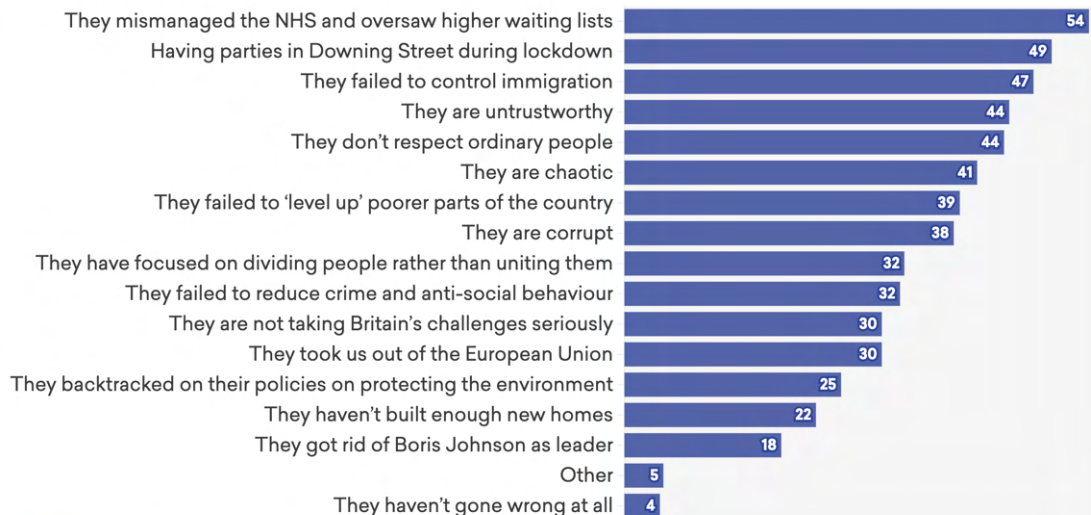 They mismanaged the NHS and oversaw higher waiting lists 54
Having parties in Downing Street during lockdown 49
They failed to control immigration 47
They are untrustworthy 44
They don’t respect ordinary people 44
They are chaotic 41
They failed to ‘level up’ poorer parts of the country 39
They are corrupt 38
They have focused on dividing people rather than uniting them 32
They failed to reduce crime and anti-social behaviour 32
They are not taking Britain’s challenges seriously 30
They took us out of the European Union 30
They backtracked on their policies on protecting the environment 25
They haven’t built enough new homes 22
They got rid of Boris Johnson as leader 18
Other 5
They haven’t gone wrong at all 4